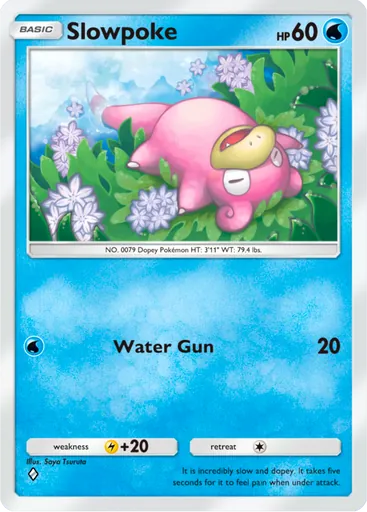 BASIC Slowpoke HP 60
NO. 0079 Dopey Pokémon HT: 3'11" WT: 79.4 lbs.
Water Gun 20
weakness +20 retreat
Illus. Saya Tsuruta
It is incredibly slow and dopey. It takes five
seconds for it to feel pain when under attack.